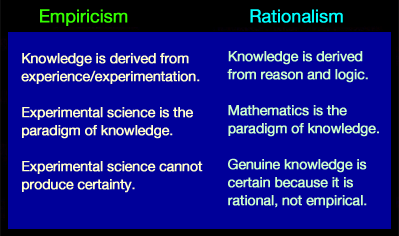 Empiricism
Rationalism
Knowledge is derived from
experience/experimentation.
Experimental science is the
paradigm of knowledge.
Experimental science cannot
produce certainty.
Knowledge is derived
from reason and logic.
Mathematics is the
paradigm of knowledge.
Genuine knowledge is
certain because it is
rational, not empirical.